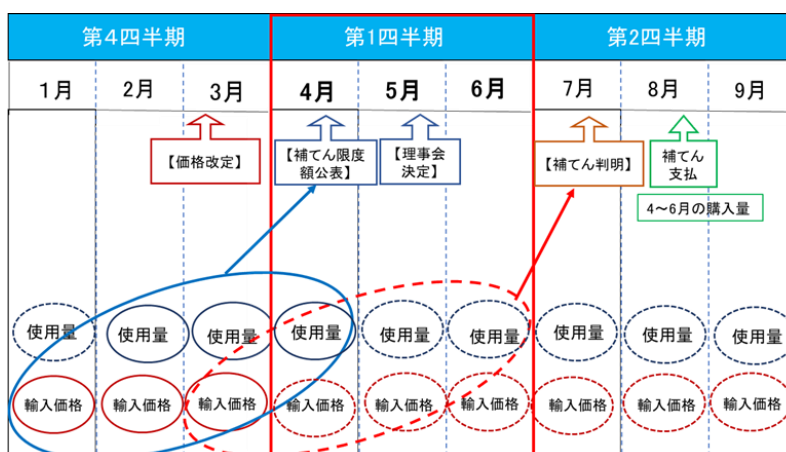 第4四半期
第1四半期
第2四半期
1月
2月
3月
4月
5月
6月
7月
8月
9月
【価格改定】
【補てん限度
額公表】
【理事会
決定】
【補てん判明】
補てん
支払
4~6月の購入量
使用量
使用量
使用量
使用量
使用量
使用量
使用量
使用量
使用量
輸入価格
輸入価格
輸入価格
輸入価格
輸入価格
輸入価格
輸入価格
輸入価格
輸入価格